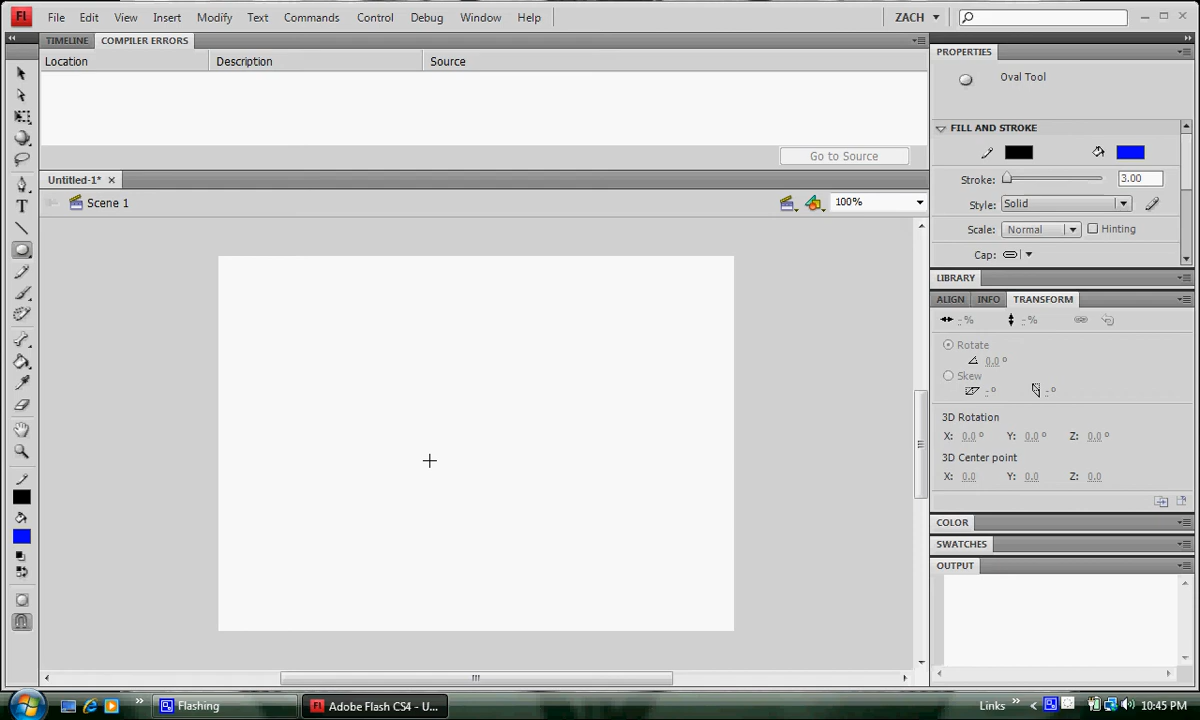 Fl File Edit View Insert Modify Text Commands Control Debug Window Help ZACH
TIMELINE COMPILER ERRORS
Location Description Source
Go to Source
Untitled-1*
Scene 1 100%
PROPERTIES
Oval Tool
FILL AND STROKE
Stroke: 3.00
Style: Solid
Scale: Normal Hinting
Cap:
LIBRARY
ALIGN INFO TRANSFORM
% %
Rotate
0.0 °
Skew
- ° - °
3D Rotation
X: 0.0 ° Y: 0.0 ° Z: 0.0 °
3D Center point
X: 0.0 Y: 0.0 Z: 0.0
COLOR
SWATCHES
OUTPUT
Flashing Adobe Flash CS4 - U... Links 10:45 PM